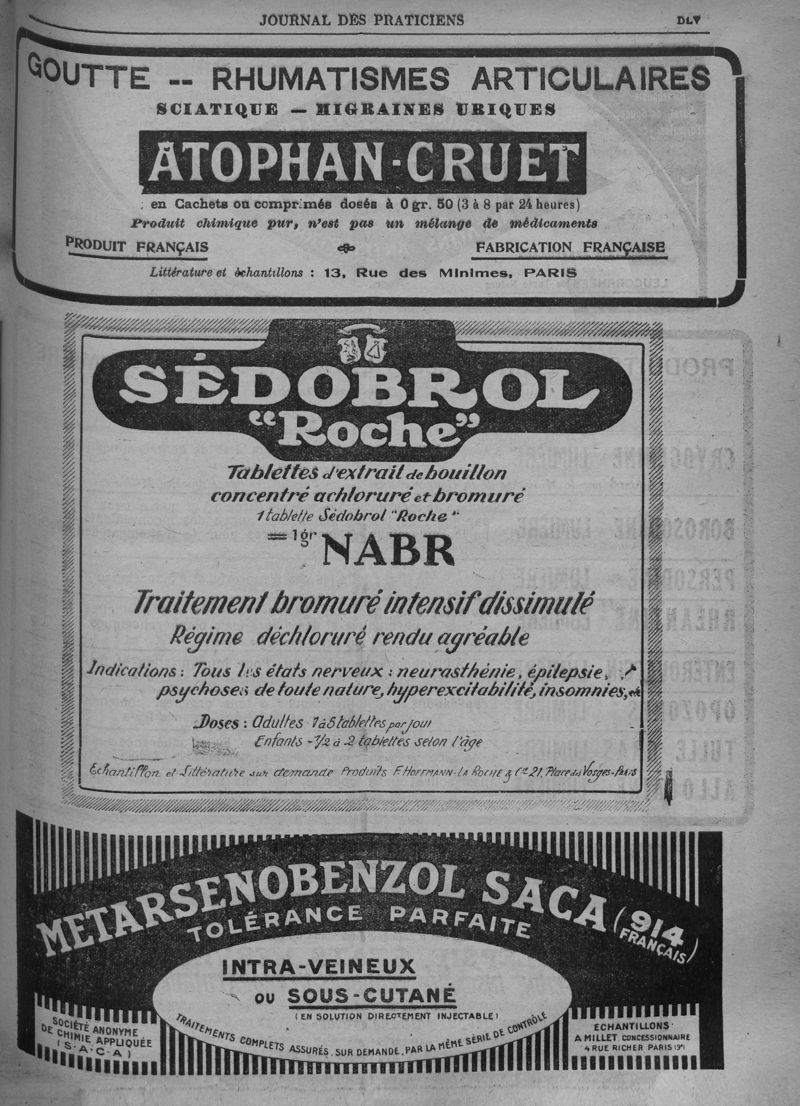 JOURNAL DES PRATICIENS
DLV
GOUTTE -- RHUMATISMES ARTICULAIRES
SCIATIQUE — MIGRAINES URIQUES
ATOPHAN-CRUET
en Cachets ou comprimés dosés à 0 gr. 50 (3 à 8 par 24 heures)
Produit chimique pur, n'est pas un mélange de médicaments
PRODUIT FRANÇAIS
FABRICATION FRANÇAISE
Littérature et échantillons : 13, Rue des Minimes, PARIS
SÉDOBROL
"Roche"
Tablettes d'extrait de bouillon
concentré achloruré et bromuré
1 tablette Sédobrol "Roche"
= 1gr NABR
Traitement bromuré intensif dissimulé
Régime déchloruré rendu agréable
Indications : Tous les états nerveux : neurasthénie, épilepsie,
psychoses de toute nature, hyperexcitabilité, insomnies, etc
Doses : Adultes - 1 à 5 tablettes par jour
Enfants - 1/2 à 2 tablettes selon l'âge
Echantillon et Littérature sur demande Produits F. HOFFMANN-LA ROCHE & Cie 21, Place des Vosges-Paris
METARSENOBENZOL SACA (914 FRANÇAIS)
TOLÉRANCE PARFAITE
INTRA-VEINEUX
OU SOUS-CUTANÉ
(EN SOLUTION DIRECTEMENT INJECTABLE)
TRAITEMENTS COMPLETS ASSURÉS, SUR DEMANDE, PAR LA MÊME SÉRIE DE CONTRÔLE
SOCIÉTÉ ANONYME
DE CHIMIE APPLIQUÉE
(S.A.C.A)
ECHANTILLONS
A MILLET, CONCESSIONNAIRE
4 RUE RICHER PARIS (9e)